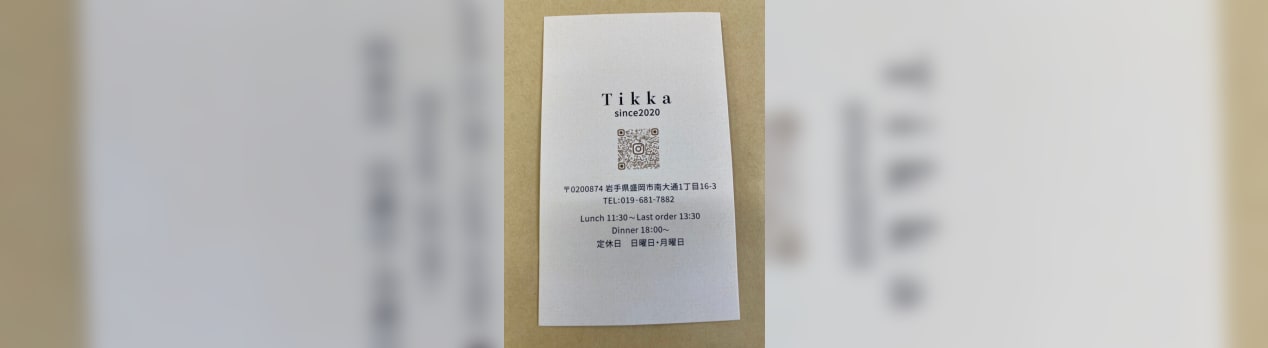 Tikka
since2020
〒0200874 岩手県盛岡市南大通1丁目16-3
TEL:019-681-7882
Lunch 11:30～Last order 13:30
Dinner 18:00～
定休日　日曜日・月曜日